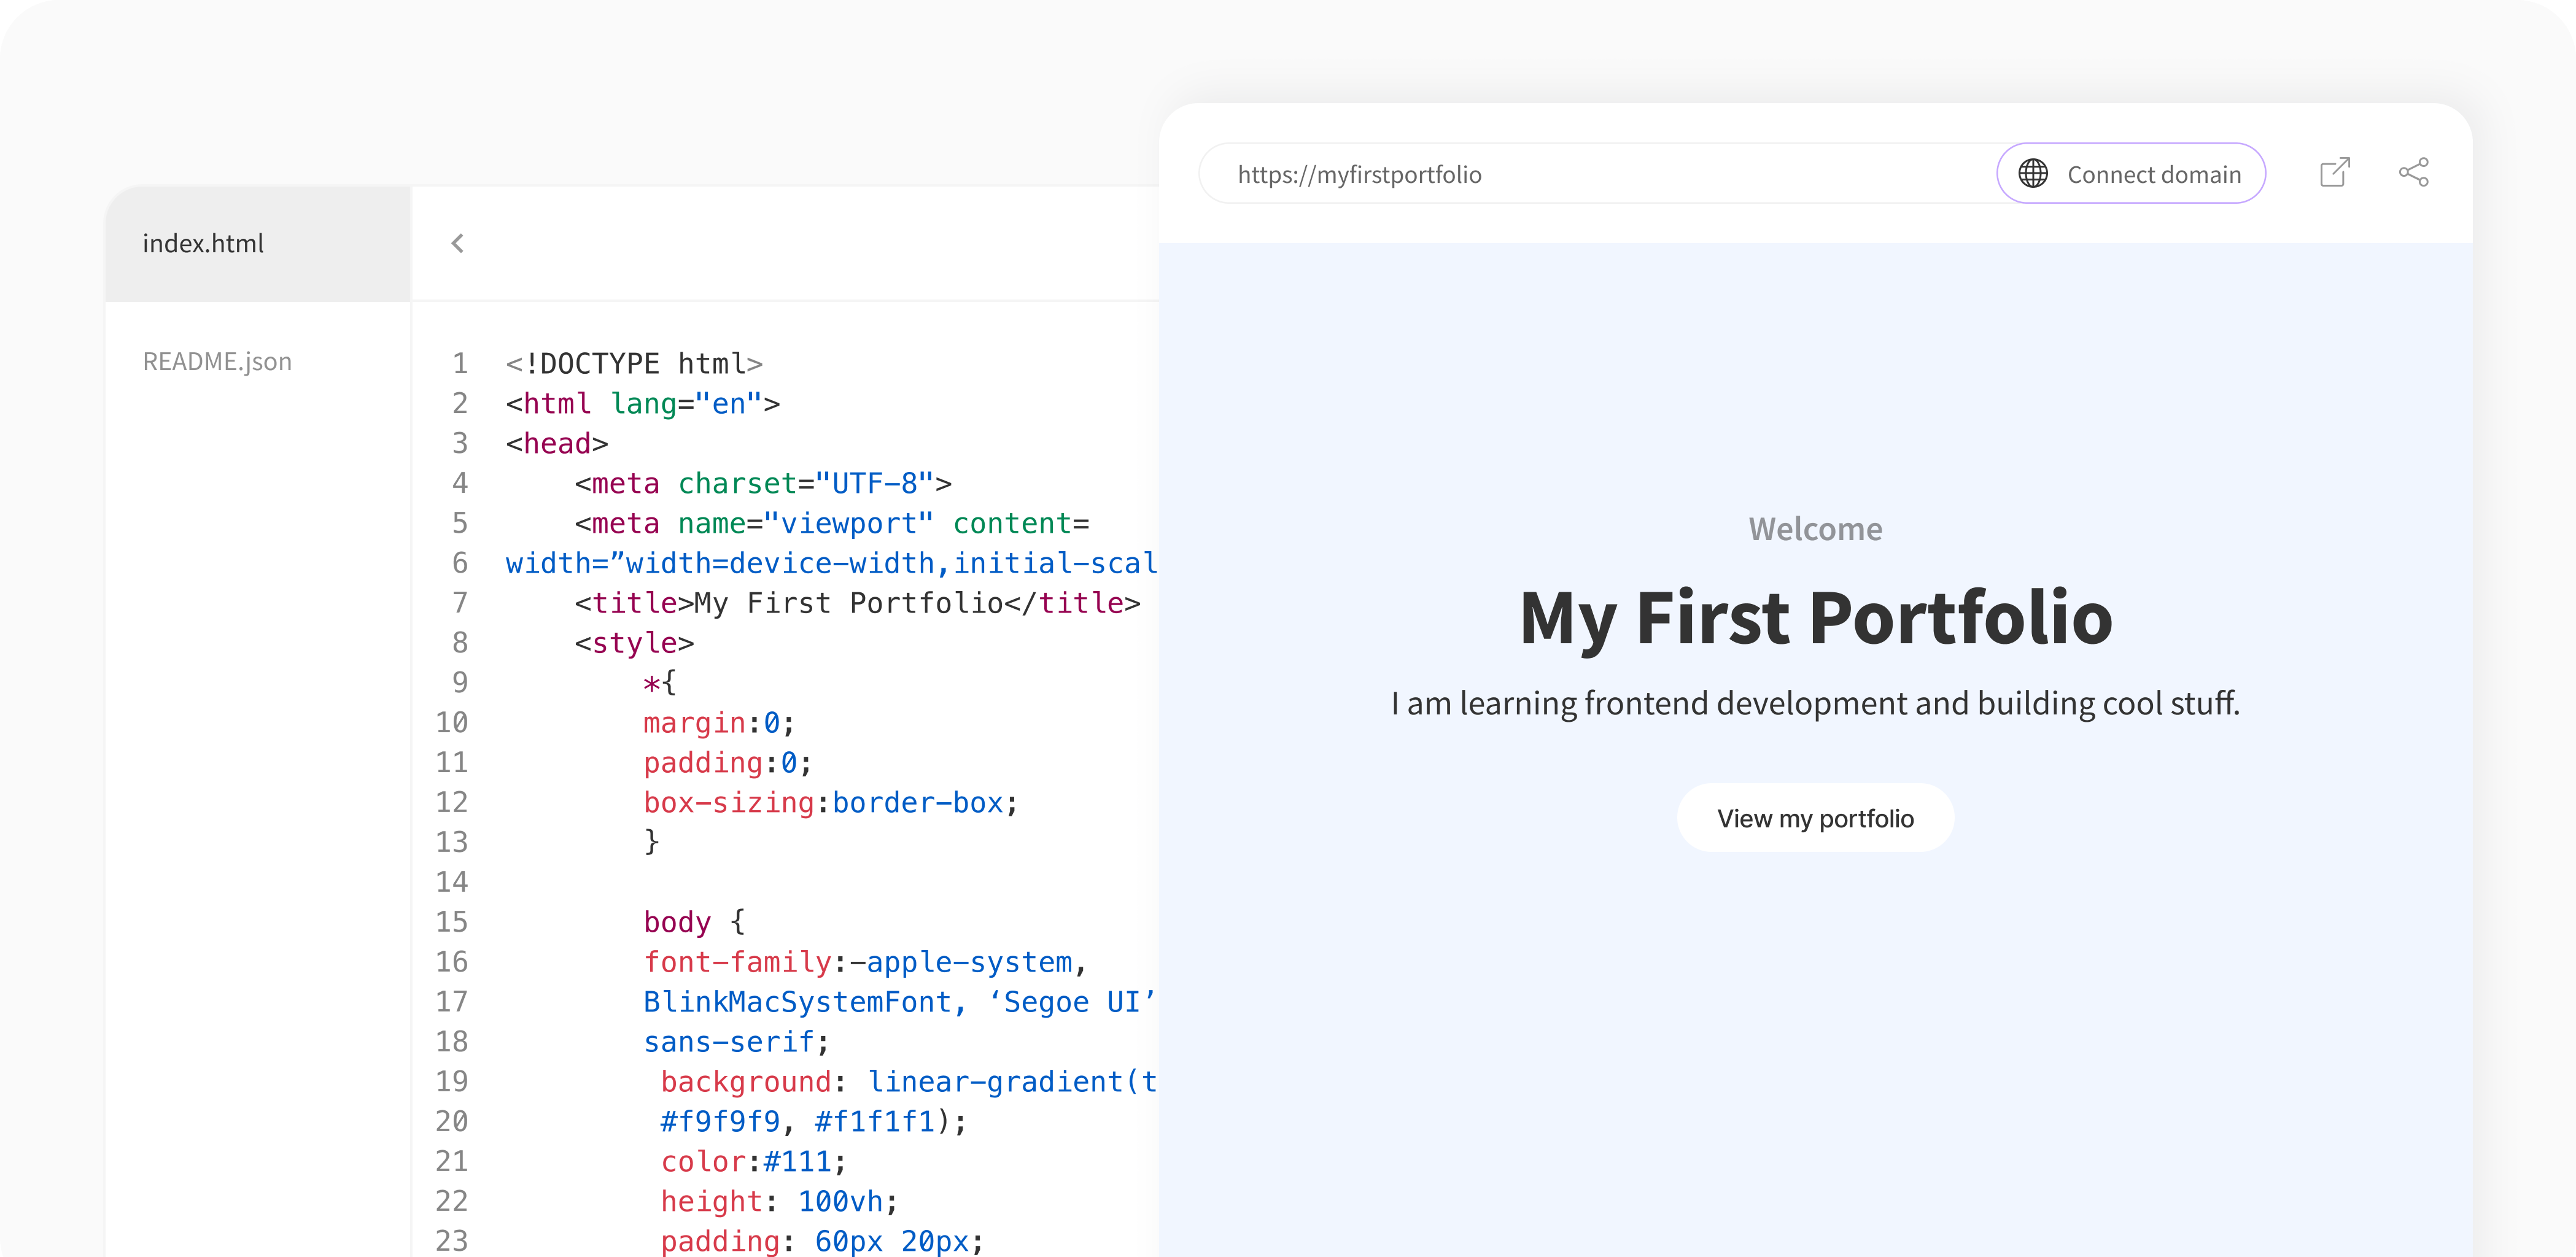 index.html
README.json
1 <!DOCTYPE html>
2 <html lang="en">
3 <head>
4 <meta charset="UTF-8">
5 <meta name="viewport" content=
6 width=”width=device-width,initial-scal
7 <title>My First Portfolio</title>
8 <style>
9 *{
10 margin:0;
11 padding:0;
12 box-sizing:border-box;
13 }
14
15 body {
16 font-family:-apple-system,
17 BlinkMacSystemFont, ‘Segoe UI’
18 sans-serif;
19 background: linear-gradient(t
20 #f9f9f9, #f1f1f1);
21 color:#111;
22 height: 100vh;
23 padding: 60px 20px;
https://myfirstportfolio
Connect domain
Welcome
My First Portfolio
I am learning frontend development and building cool stuff.
View my portfolio